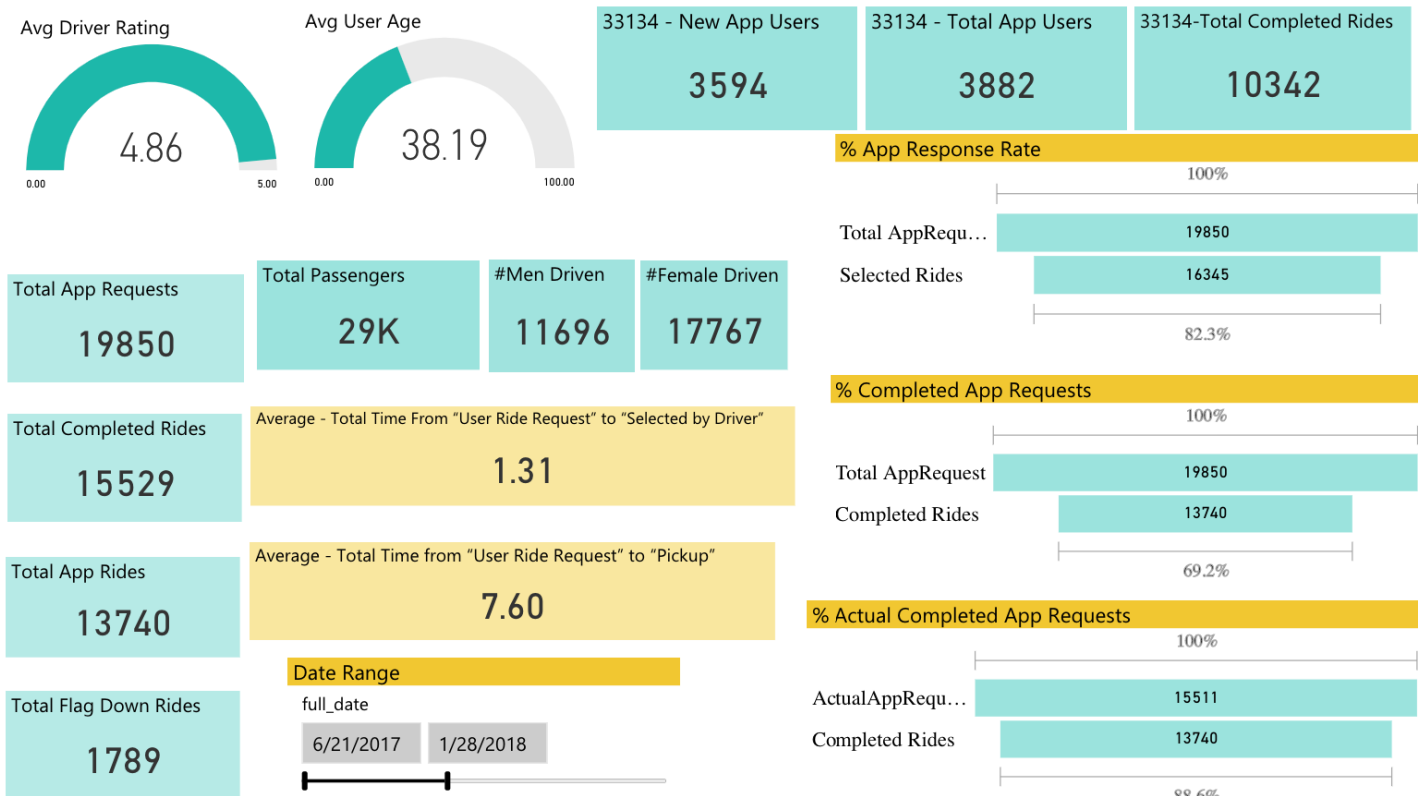 Avg Driver Rating
4.86
0.00
5.00
Avg User Age
38.19
0.00
100.00
33134 - New App Users
3594
33134 - Total App Users
3882
33134-Total Completed Rides
10342
% App Response Rate
100%
Total AppRequ…
19850
Selected Rides
16345
82.3%
Total App Requests
19850
Total Passengers
29K
#Men Driven
11696
#Female Driven
17767
% Completed App Requests
100%
Total AppRequest
19850
Completed Rides
13740
69.2%
Total Completed Rides
15529
Average - Total Time From “User Ride Request” to “Selected by Driver”
1.31
Total App Rides
13740
Average - Total Time from “User Ride Request” to “Pickup”
7.60
% Actual Completed App Requests
100%
ActualAppRequ…
15511
Completed Rides
13740
88.6%
Date Range
full_date
6/21/2017
1/28/2018
Total Flag Down Rides
1789